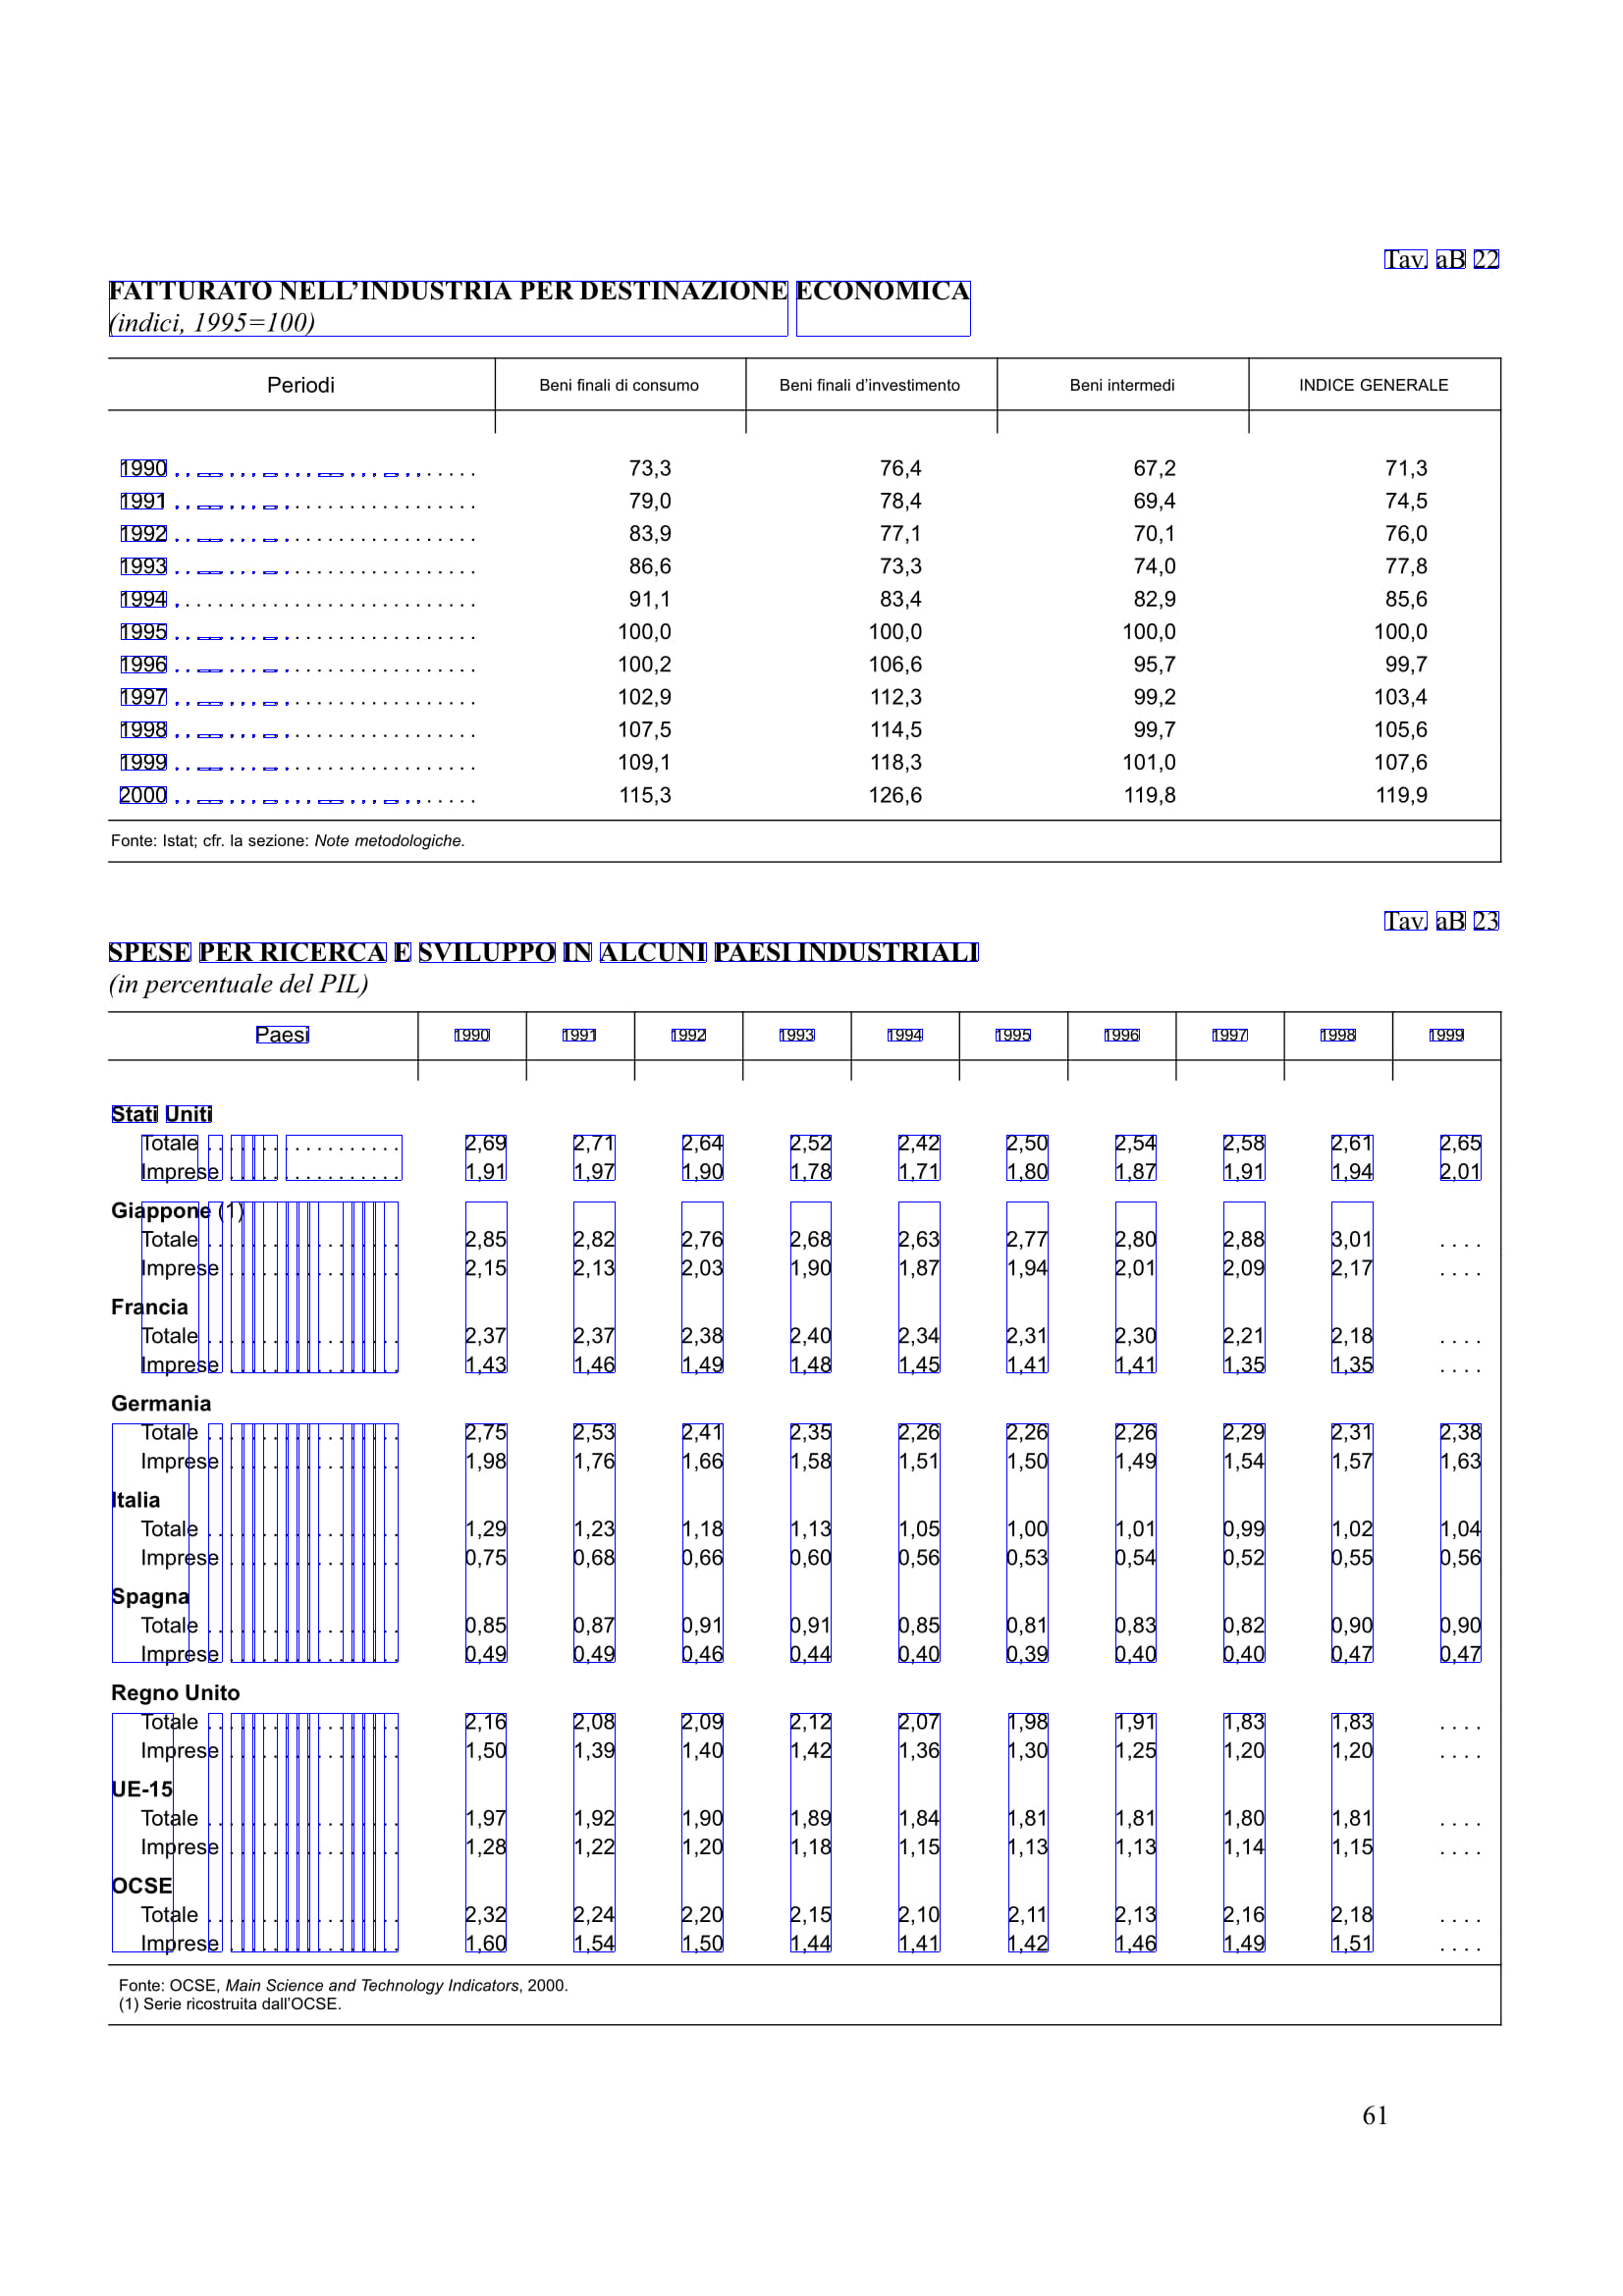 Tav. aB 22
FATTURATO NELL’INDUSTRIA PER DESTINAZIONE ECONOMICA
(indici, 1995=100)
Periodi Beni finali di consumo Beni finali d’investimento Beni intermedi INDICE GENERALE
1990 . . . . . . . . . . . . . . . . . . . . . . . . . . . . 73,3 76,4 67,2 71,3
1991 . . . . . . . . . . . . . . . . . . . . . . . . . . . . 79,0 78,4 69,4 74,5
1992 . . . . . . . . . . . . . . . . . . . . . . . . . . . . 83,9 77,1 70,1 76,0
1993 . . . . . . . . . . . . . . . . . . . . . . . . . . . . 86,6 73,3 74,0 77,8
1994 . . . . . . . . . . . . . . . . . . . . . . . . . . . . 91,1 83,4 82,9 85,6
1995 . . . . . . . . . . . . . . . . . . . . . . . . . . . . 100,0 100,0 100,0 100,0
1996 . . . . . . . . . . . . . . . . . . . . . . . . . . . . 100,2 106,6 95,7 99,7
1997 . . . . . . . . . . . . . . . . . . . . . . . . . . . . 102,9 112,3 99,2 103,4
1998 . . . . . . . . . . . . . . . . . . . . . . . . . . . . 107,5 114,5 99,7 105,6
1999 . . . . . . . . . . . . . . . . . . . . . . . . . . . . 109,1 118,3 101,0 107,6
2000 . . . . . . . . . . . . . . . . . . . . . . . . . . . . 115,3 126,6 119,8 119,9
Fonte: Istat; cfr. la sezione: Note metodologiche.
Tav. aB 23
SPESE PER RICERCA E SVILUPPO IN ALCUNI PAESI INDUSTRIALI
(in percentuale del PIL)
Paesi 1990 1991 1992 1993 1994 1995 1996 1997 1998 1999
Stati Uniti
Totale . . . . . . . . . . . . . . . . . . 2,69 2,71 2,64 2,52 2,42 2,50 2,54 2,58 2,61 2,65
Imprese . . . . . . . . . . . . . . . . 1,91 1,97 1,90 1,78 1,71 1,80 1,87 1,91 1,94 2,01
Giappone (1)
Totale . . . . . . . . . . . . . . . . . . 2,85 2,82 2,76 2,68 2,63 2,77 2,80 2,88 3,01 . . . .
Imprese . . . . . . . . . . . . . . . . 2,15 2,13 2,03 1,90 1,87 1,94 2,01 2,09 2,17 . . . .
Francia
Totale . . . . . . . . . . . . . . . . . . 2,37 2,37 2,38 2,40 2,34 2,31 2,30 2,21 2,18 . . . .
Imprese . . . . . . . . . . . . . . . . 1,43 1,46 1,49 1,48 1,45 1,41 1,41 1,35 1,35 . . . .
Germania
Totale . . . . . . . . . . . . . . . . . . 2,75 2,53 2,41 2,35 2,26 2,26 2,26 2,29 2,31 2,38
Imprese . . . . . . . . . . . . . . . . 1,98 1,76 1,66 1,58 1,51 1,50 1,49 1,54 1,57 1,63
Italia
Totale . . . . . . . . . . . . . . . . . . 1,29 1,23 1,18 1,13 1,05 1,00 1,01 0,99 1,02 1,04
Imprese . . . . . . . . . . . . . . . . 0,75 0,68 0,66 0,60 0,56 0,53 0,54 0,52 0,55 0,56
Spagna
Totale . . . . . . . . . . . . . . . . . . 0,85 0,87 0,91 0,91 0,85 0,81 0,83 0,82 0,90 0,90
Imprese . . . . . . . . . . . . . . . . 0,49 0,49 0,46 0,44 0,40 0,39 0,40 0,40 0,47 0,47
Regno Unito
Totale . . . . . . . . . . . . . . . . . . 2,16 2,08 2,09 2,12 2,07 1,98 1,91 1,83 1,83 . . . .
Imprese . . . . . . . . . . . . . . . . 1,50 1,39 1,40 1,42 1,36 1,30 1,25 1,20 1,20 . . . .
UE-15
Totale . . . . . . . . . . . . . . . . . . 1,97 1,92 1,90 1,89 1,84 1,81 1,81 1,80 1,81 . . . .
Imprese . . . . . . . . . . . . . . . . 1,28 1,22 1,20 1,18 1,15 1,13 1,13 1,14 1,15 . . . .
OCSE
Totale . . . . . . . . . . . . . . . . . . 2,32 2,24 2,20 2,15 2,10 2,11 2,13 2,16 2,18 . . . .
Imprese . . . . . . . . . . . . . . . . 1,60 1,54 1,50 1,44 1,41 1,42 1,46 1,49 1,51 . . . .
Fonte: OCSE, Main Science and Technology Indicators, 2000.
(1) Serie ricostruita dall’OCSE.
61